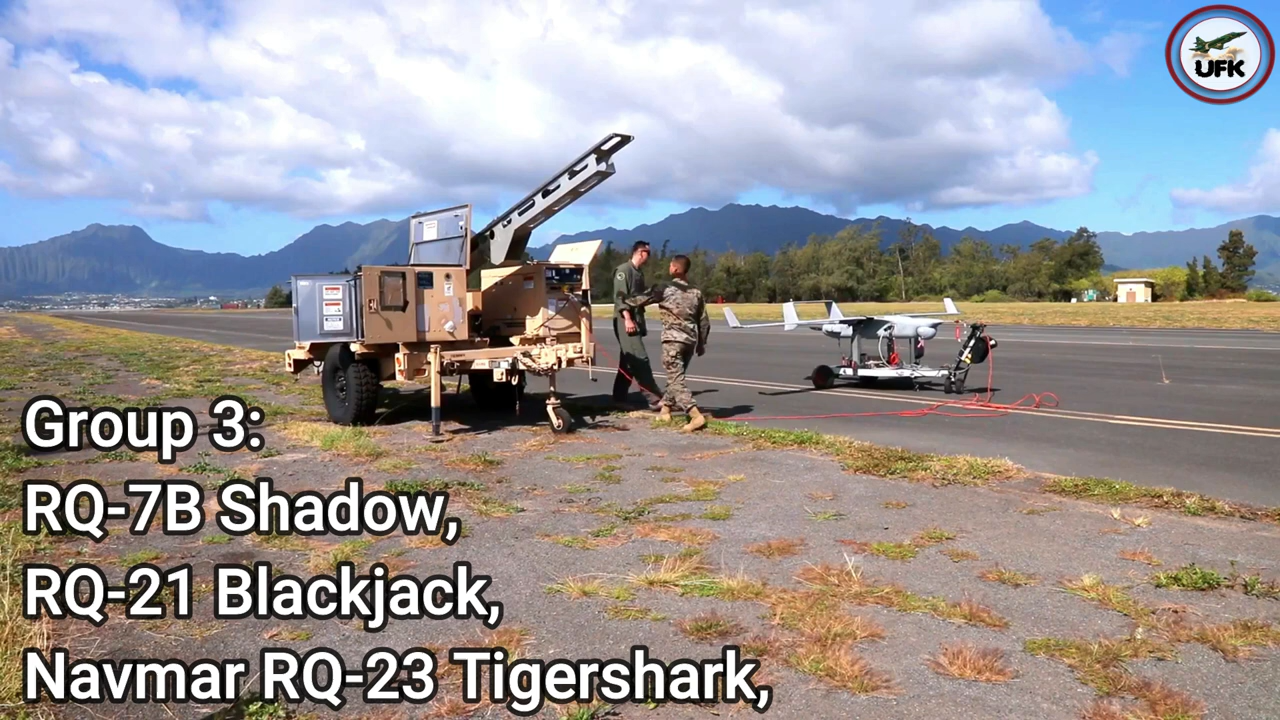 UFK
Group 3:
RQ-7B Shadow,
RQ-21 Blackjack,
Navmar RQ-23 Tigershark,